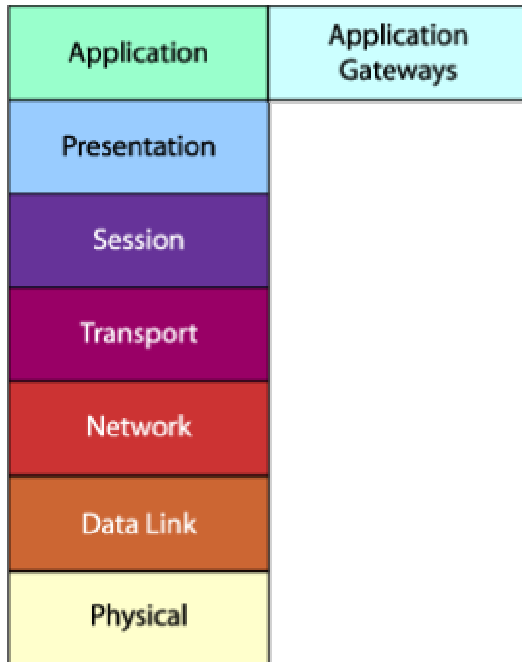 Application
Application
Gateways
Presentation
Session
Transport
Network
Data Link
Physical